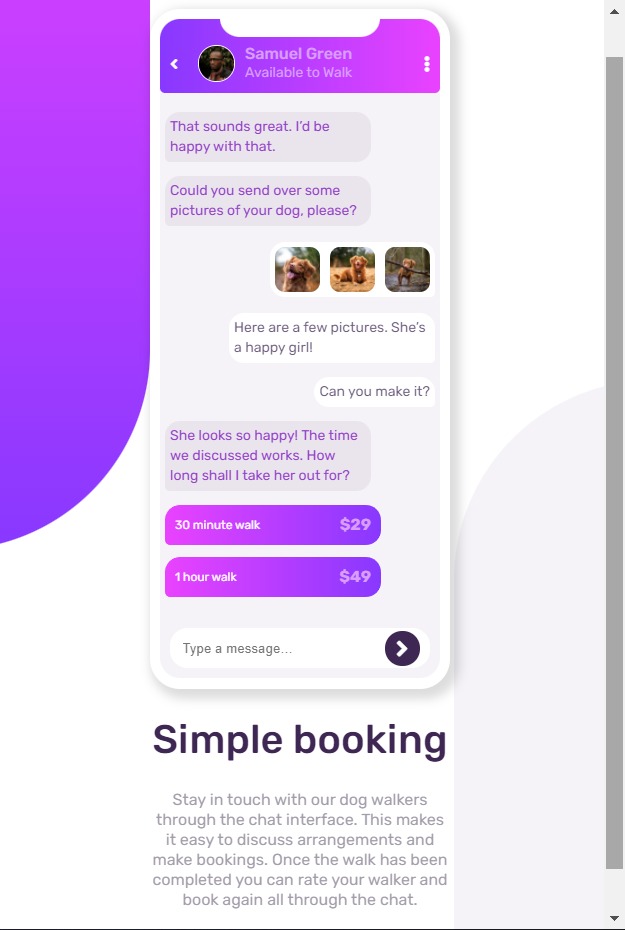 Samuel Green
Available to Walk
That sounds great. I'd be
happy with that.
Could you send over some
pictures of your dog, please?
Here are a few pictures. She's
a happy girl!
Can you make it?
She looks so happy! The time
we discussed works. How
long shall I take her out for?
30 minute walk $29
1 hour walk $49
Type a message...
Simple booking
Stay in touch with our dog walkers
through the chat interface. This makes
it easy to discuss arrangements and
make bookings. Once the walk has been
completed you can rate your walker and
book again all through the chat.